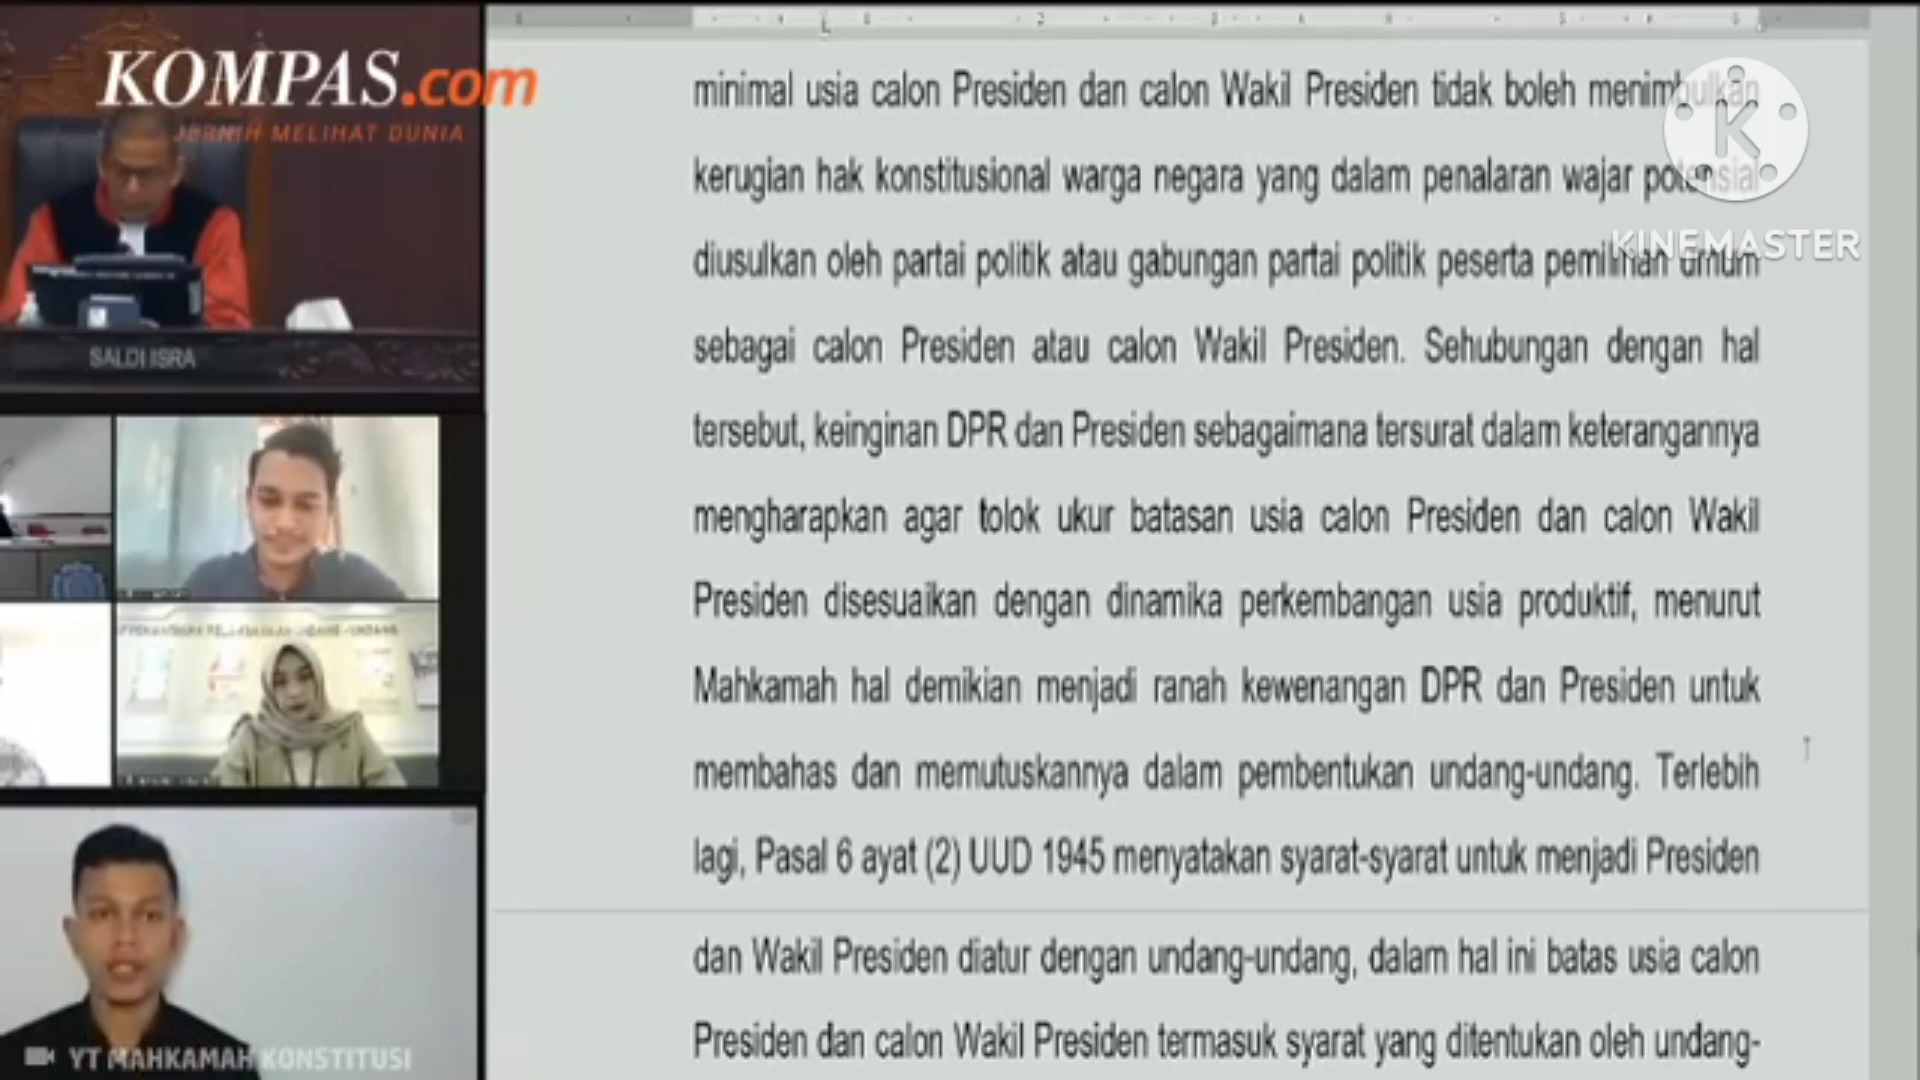 KOMPAS.com
JERNIH MELIHAT DUNIA
SALDI ISRA
YT MAHKAMAH KONSTITUSI
minimal usia calon Presiden dan calon Wakil Presiden tidak boleh menimbulkan
kerugian hak konstitusional warga negara yang dalam penalaran wajar potensial
diusulkan oleh partai politik atau gabungan partai politik peserta pemilihan umum
sebagai calon Presiden atau calon Wakil Presiden. Sehubungan dengan hal
tersebut, keinginan DPR dan Presiden sebagaimana tersurat dalam keterangannya
mengharapkan agar tolok ukur batasan usia calon Presiden dan calon Wakil
Presiden disesuaikan dengan dinamika perkembangan usia produktif, menurut
Mahkamah hal demikian menjadi ranah kewenangan DPR dan Presiden untuk
membahas dan memutuskannya dalam pembentukan undang-undang. Terlebih
lagi, Pasal 6 ayat (2) UUD 1945 menyatakan syarat-syarat untuk menjadi Presiden
dan Wakil Presiden diatur dengan undang-undang, dalam hal ini batas usia calon
Presiden dan calon Wakil Presiden termasuk syarat yang ditentukan oleh undang-
K
KINEMASTER